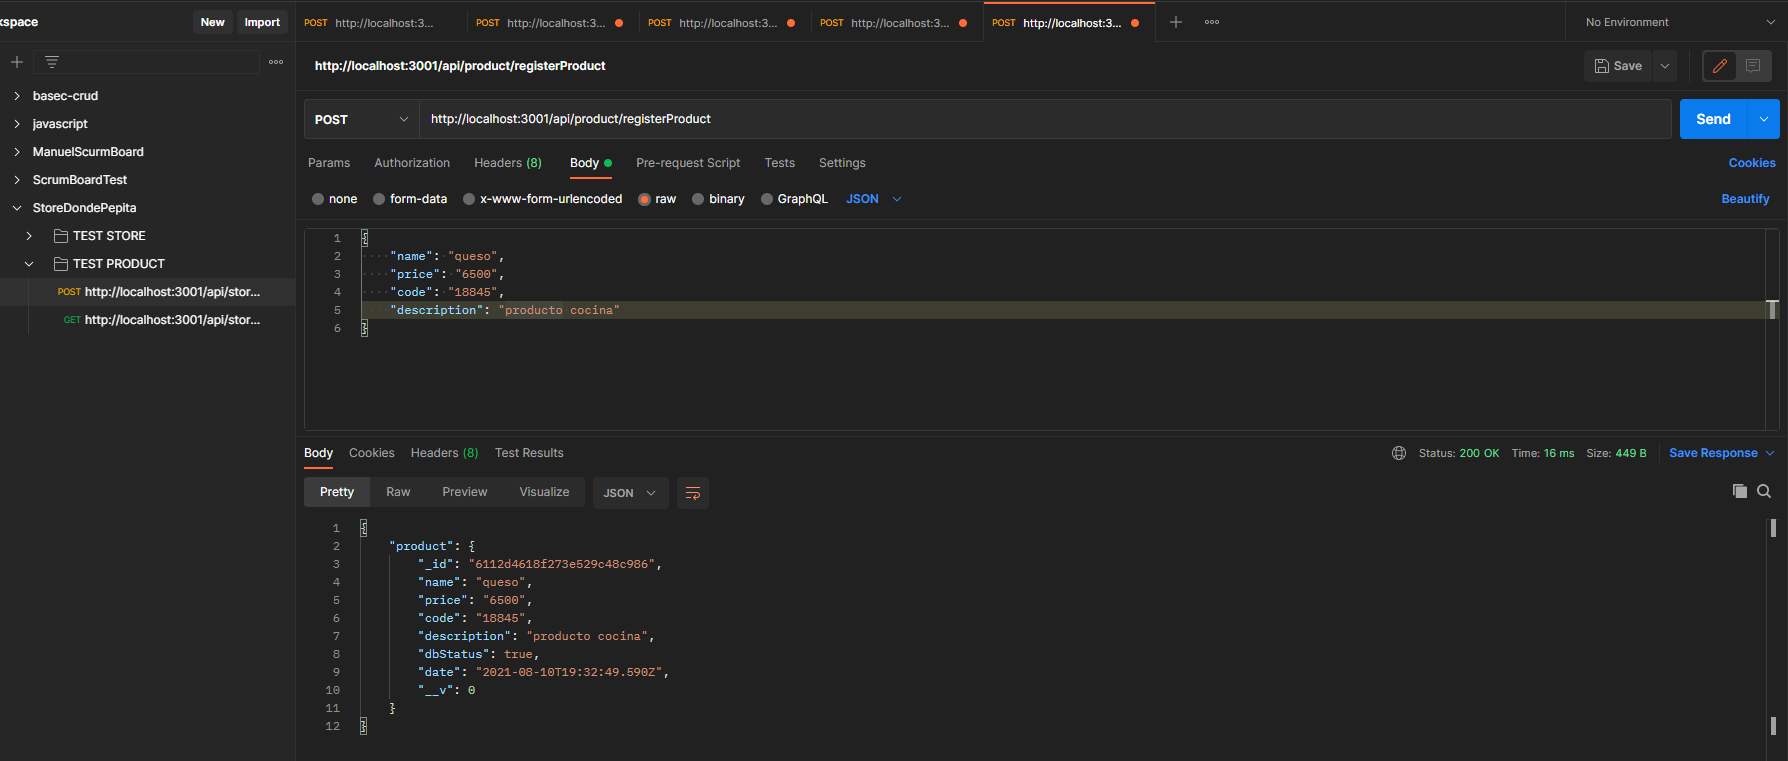 kspace
New
Import
POST http://localhost:3...
POST http://localhost:3...
POST http://localhost:3...
POST http://localhost:3...
POST http://localhost:3...
No Environment
basec-crud
javascript
ManuelScurmBoard
ScrumBoardTest
StoreDondePepita
TEST STORE
TEST PRODUCT
POST http://localhost:3001/api/stor...
GET http://localhost:3001/api/stor...
http://localhost:3001/api/product/registerProduct
Save
POST
http://localhost:3001/api/product/registerProduct
Send
Params Authorization Headers (8) Body Pre-request Script Tests Settings
Cookies
none form-data x-www-form-urlencoded raw binary GraphQL JSON
Beautify
1 {
2 "name": "queso",
3 "price": "6500",
4 "code": "18845",
5 "description": "producto cocina"
6 }
Body Cookies Headers (8) Test Results
Status: 200 OK Time: 16 ms Size: 449 B Save Response
Pretty Raw Preview Visualize JSON
1 {
2 "product": {
3 "_id": "6112d4618f273e529c48c986",
4 "name": "queso",
5 "price": "6500",
6 "code": "18845",
7 "description": "producto cocina",
8 "dbStatus": true,
9 "date": "2021-08-10T19:32:49.590Z",
10 "__v": 0
11 }
12 }